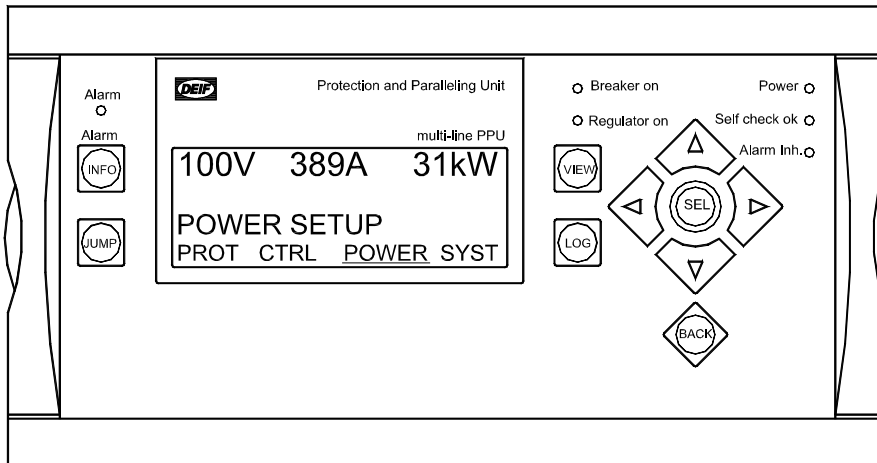 DEIF
Protection and Paralleling Unit
multi-line PPU
100V 389A 31kW
POWER SETUP
PROT CTRL POWER SYST
Alarm
Alarm
INFO
JUMP
Breaker on
Regulator on
Power
Self check ok
Alarm Inh.
VIEW
LOG
SEL
BACK